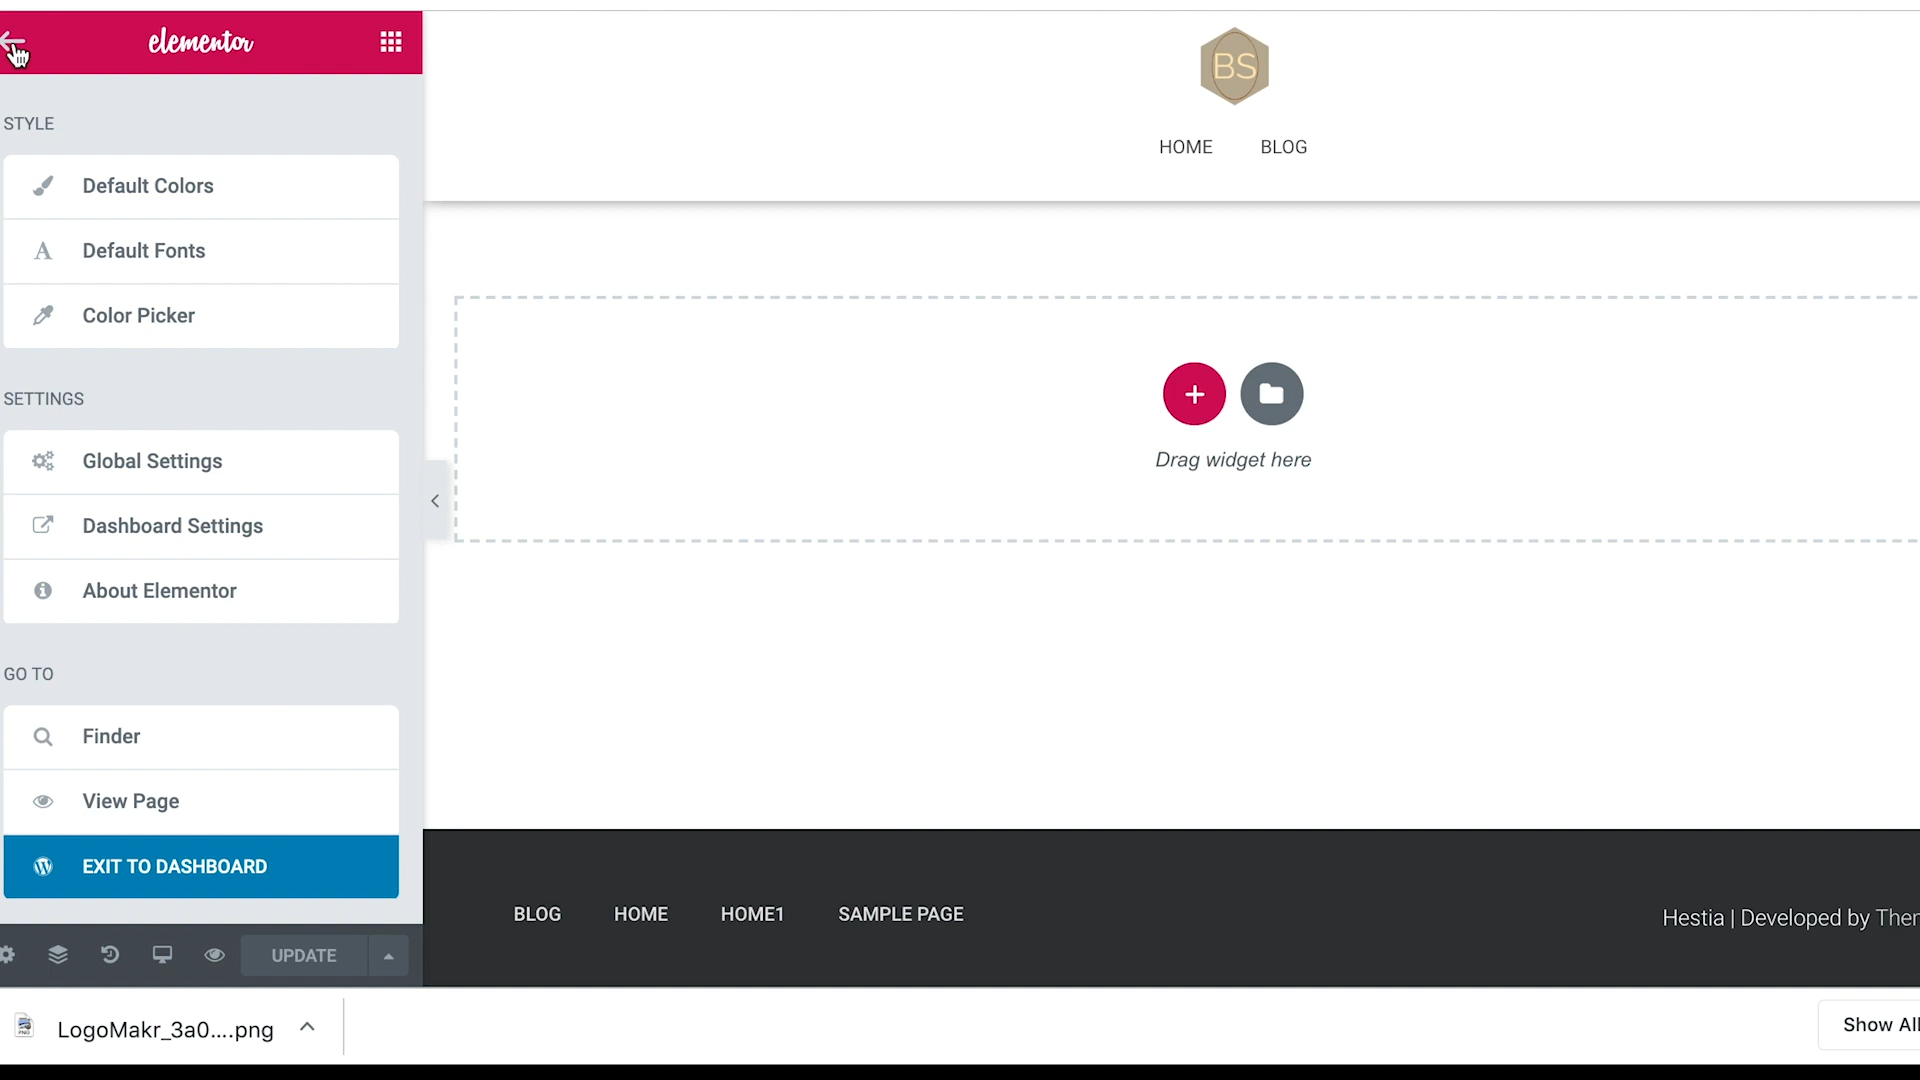 elementor
STYLE
Default Colors
Default Fonts
Color Picker
SETTINGS
Global Settings
Dashboard Settings
About Elementor
GO TO
Finder
View Page
EXIT TO DASHBOARD
UPDATE
BS
HOME BLOG
Drag widget here
BLOG HOME HOME1 SAMPLE PAGE
Hestia | Developed by
LogoMakr_3a0....png
Show All